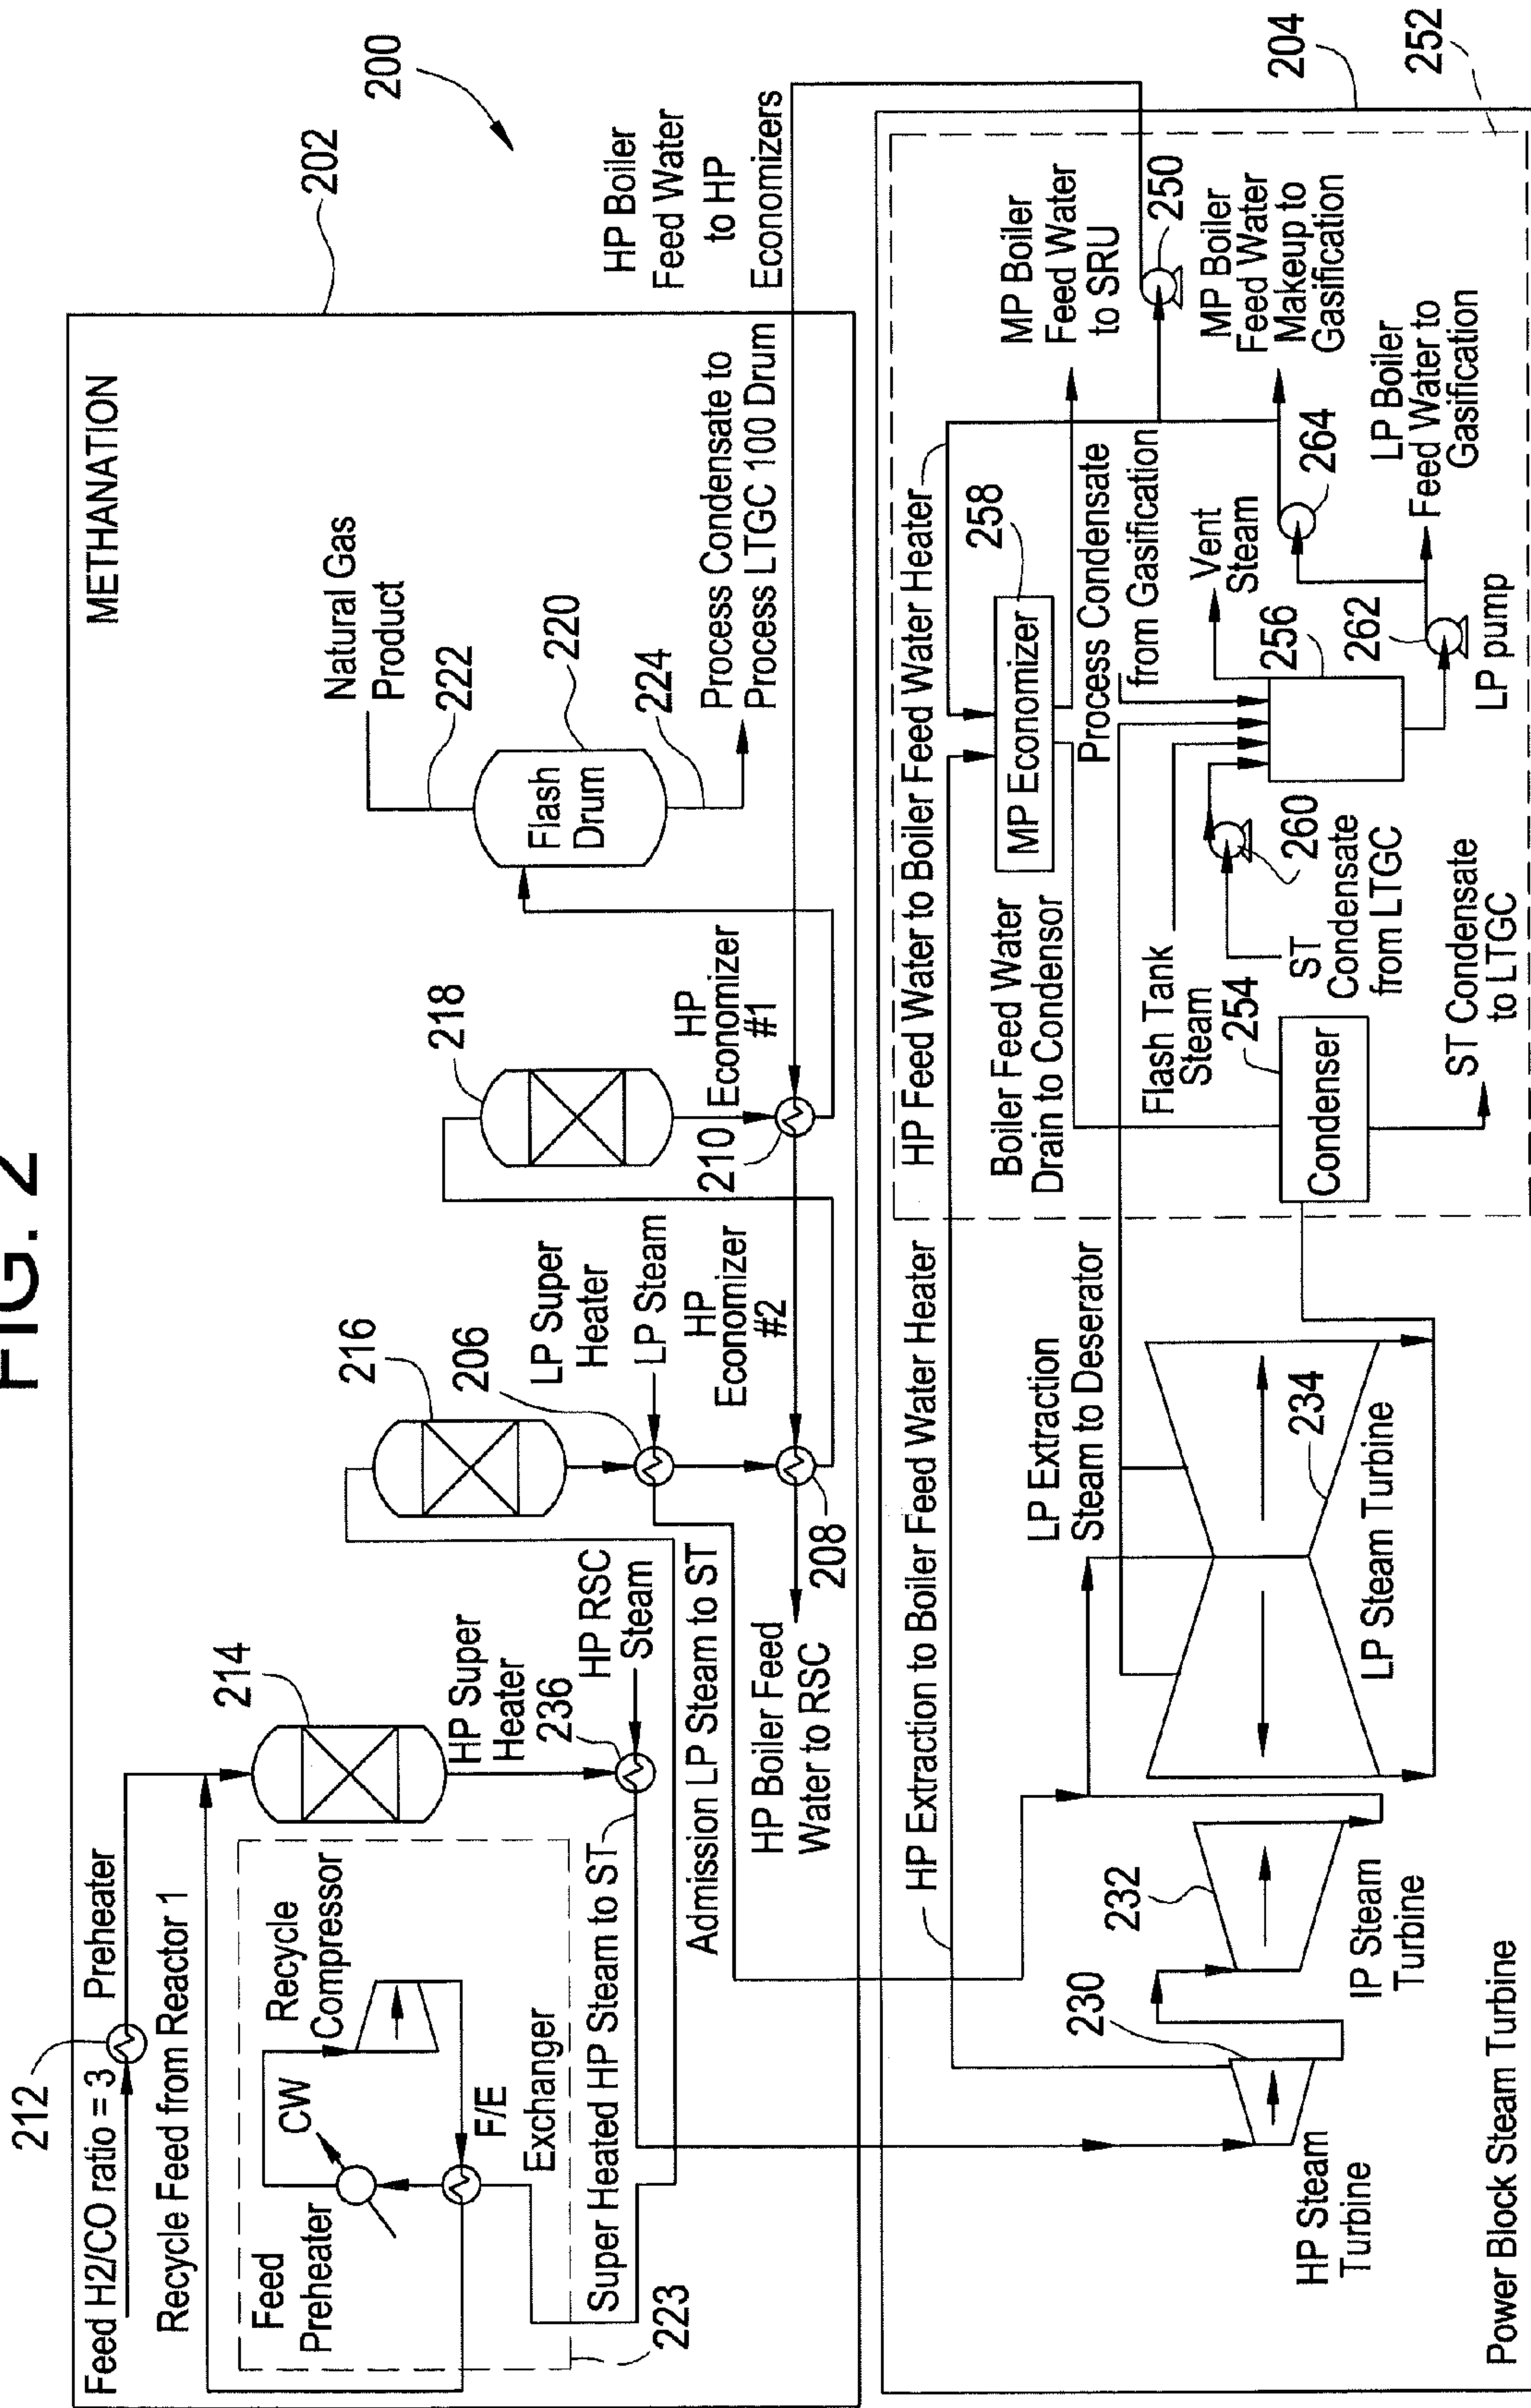 FIG. 2
200
202
METHANATION
212
Feed H2/CO ratio = 3
Preheater
Recycle Feed from Reactor 1
Recycle
Compressor
CW
Feed
Preheater
F/E
Exchanger
223
214
HP Super
Heater
236
HP RSC
Steam
Super Heated HP Steam to ST
Admission LP Steam to ST
216
206
LP Super
Heater
LP Steam
HP
Economizer
#2
208
HP Boiler Feed
Water to RSC
218
HP
Economizer
#1
210
Natural Gas
Product
222
220
Flash
Drum
224
Process Condensate to
Process LTGC 100 Drum
HP Boiler
Feed Water
to HP
Economizers
204
252
HP Extraction to Boiler Feed Water Heater
HP Feed Water to Boiler Feed Water Heater
MP Economizer
258
Boiler Feed Water
Drain to Condensor
MP Boiler
Feed Water
to SRU
250
MP Boiler
Feed Water
Makeup to
Gasification
Process Condensate
from Gasification
LP Extraction
Steam to Deserator
Flash Tank
Steam
Vent
Steam
256
264
LP Boiler
Feed Water to
Gasification
262
LP pump
260
ST
Condensate
from LTGC
254
Condenser
ST Condensate
to LTGC
234
LP Steam Turbine
232
IP Steam
Turbine
230
HP Steam
Turbine
Power Block Steam Turbine